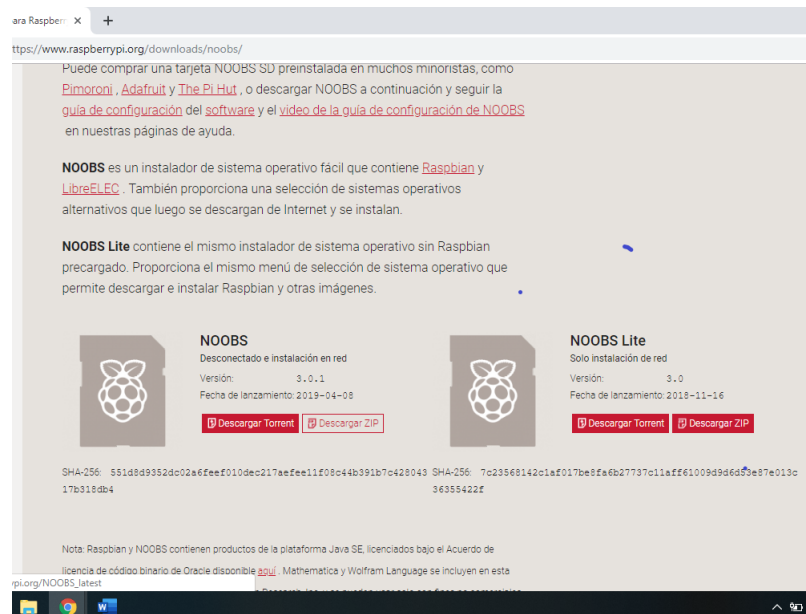 ara Raspberr
ttps://www.raspberrypi.org/downloads/noobs/
Puede comprar una tarjeta NOOBS SD preinstalada en muchos minoristas, como
Pimoroni , Adafruit y The Pi Hut , o descargar NOOBS a continuación y seguir la
guía de configuración del software y el video de la guía de configuración de NOOBS
en nuestras páginas de ayuda.
NOOBS es un instalador de sistema operativo fácil que contiene Raspbian y
LibreELEC . También proporciona una selección de sistemas operativos
alternativos que luego se descargan de Internet y se instalan.
NOOBS Lite contiene el mismo instalador de sistema operativo sin Raspbian
precargado. Proporciona el mismo menú de selección de sistema operativo que
permite descargar e instalar Raspbian y otras imágenes.
NOOBS
Desconectado e instalación en red
Versión: 3.0.1
Fecha de lanzamiento: 2019-04-08
Descargar Torrent Descargar ZIP
SHA-256: 551d8d9352dc02a6feef010dec217aefee11f08c44b391b7c428043
17b318db4
NOOBS Lite
Solo instalación de red
Versión: 3.0
Fecha de lanzamiento: 2018-11-16
Descargar Torrent Descargar ZIP
SHA-256: 7c23568142c1af017be8fa6b27737c11aff61009d9d6d53e87e013c
36355422f
Nota: Raspbian y NOOBS contienen productos de la plataforma Java SE, licenciados bajo el Acuerdo de
licencia de código binario de Oracle disponible aquí . Mathematica y Wolfram Language se incluyen en esta
ypi.org/NOOBS_latest